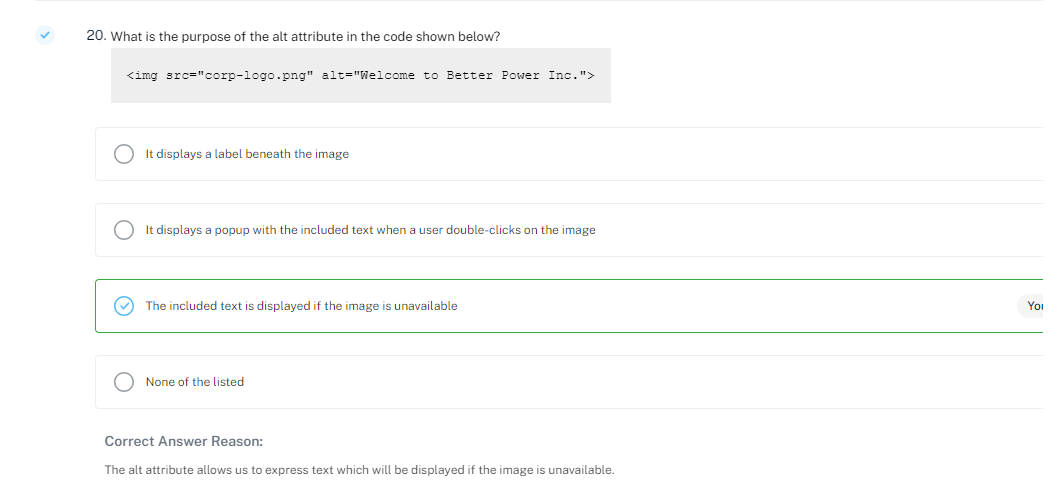 20. What is the purpose of the alt attribute in the code shown below?
<img src="corp-logo.png" alt="Welcome to Better Power Inc.">
It displays a label beneath the image
It displays a popup with the included text when a user double-clicks on the image
The included text is displayed if the image is unavailable
None of the listed
Correct Answer Reason:
The alt attribute allows us to express text which will be displayed if the image is unavailable.